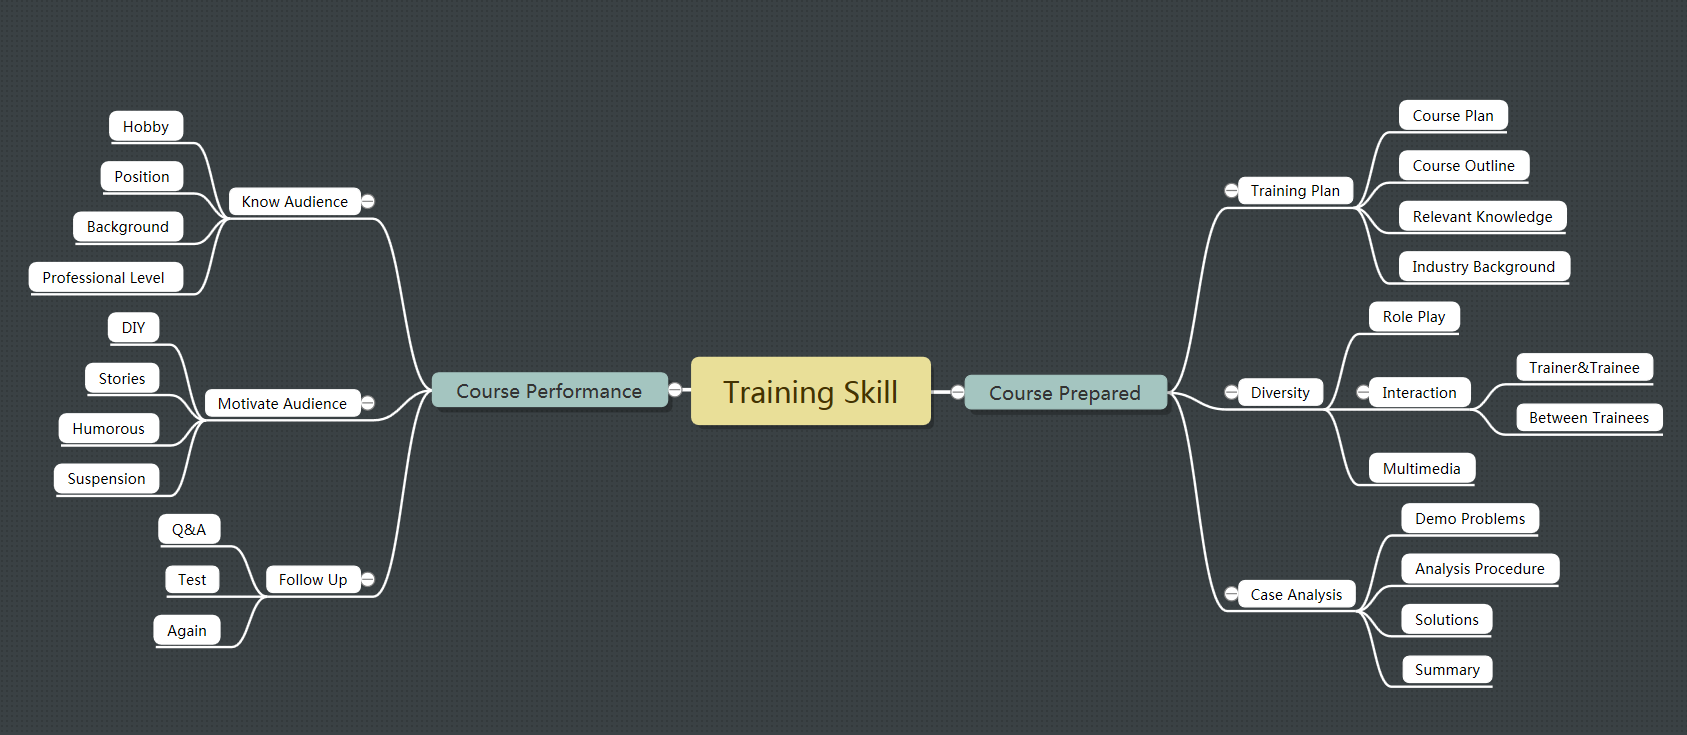 Training Skill
Course Performance
Know Audience
Hobby
Position
Background
Professional Level
Motivate Audience
DIY
Stories
Humorous
Suspension
Follow Up
Q&A
Test
Again
Course Prepared
Training Plan
Course Plan
Course Outline
Relevant Knowledge
Industry Background
Diversity
Role Play
Interaction
Trainer&Trainee
Between Trainees
Multimedia
Case Analysis
Demo Problems
Analysis Procedure
Solutions
Summary